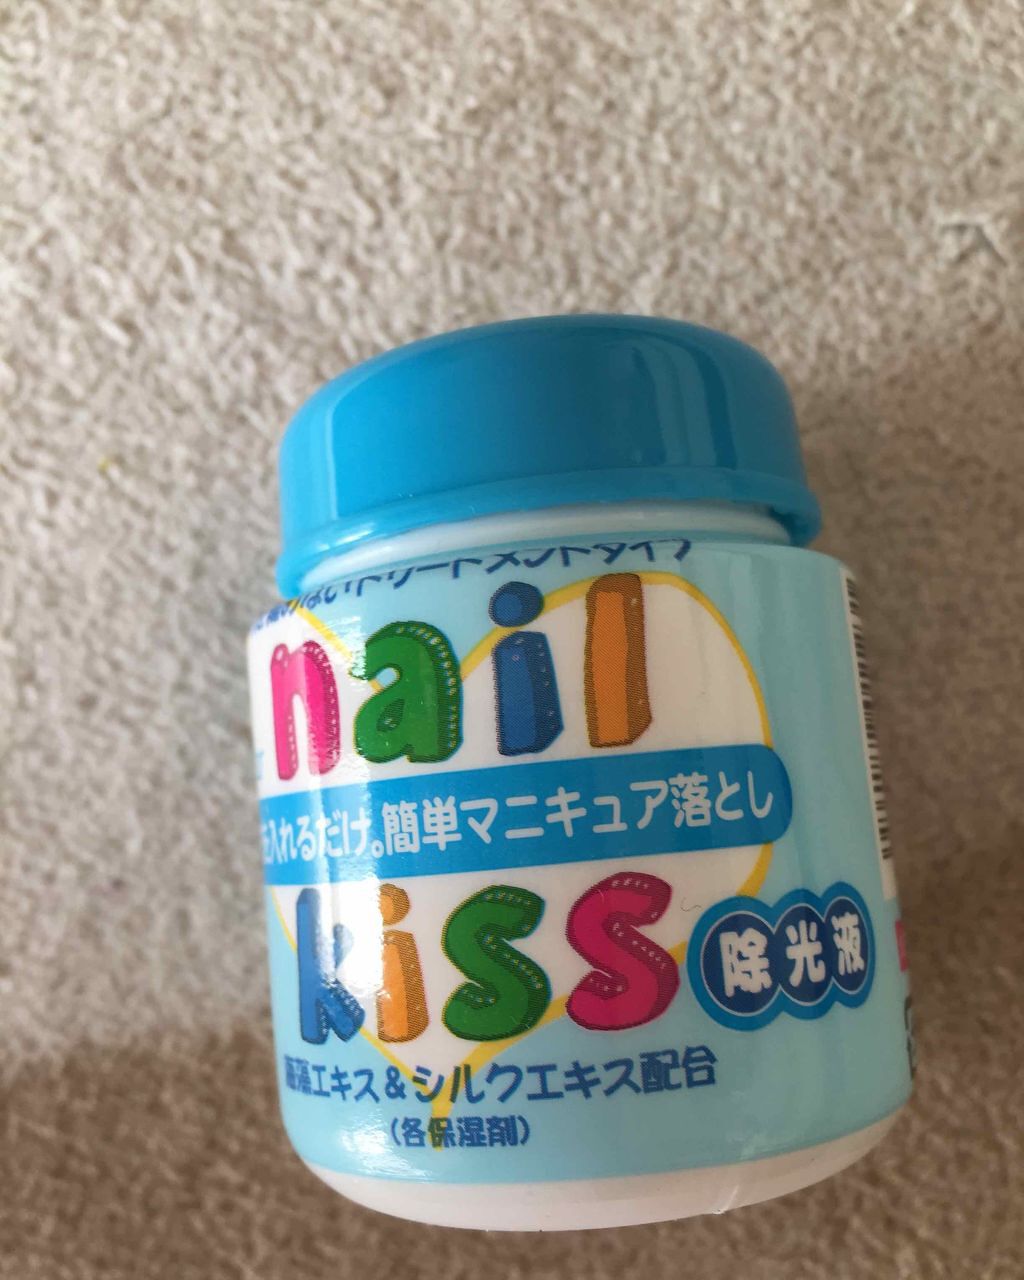 トリートメントタイプ
nail
入れるだけ。簡単マニキュア落とし
kiss
除光液
海藻エキス&シルクエキス配合
(各保湿剤)